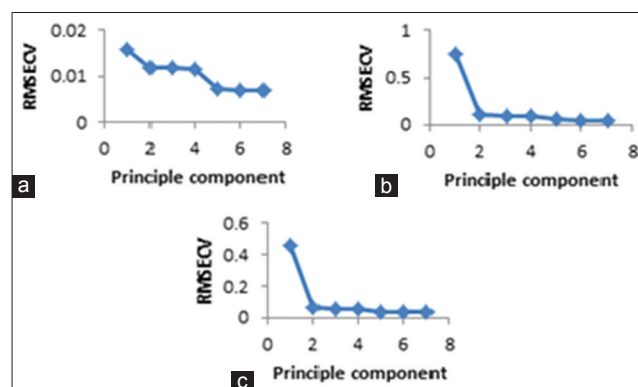 0.02
0.01
0
RMSECV
0 2 4 6 8
Principle component
a
1
0.5
0
RMSECV
0 2 4 6 8
Principle component
b
0.6
0.4
0.2
0
RMSECV
0 2 4 6 8
Principle component
c